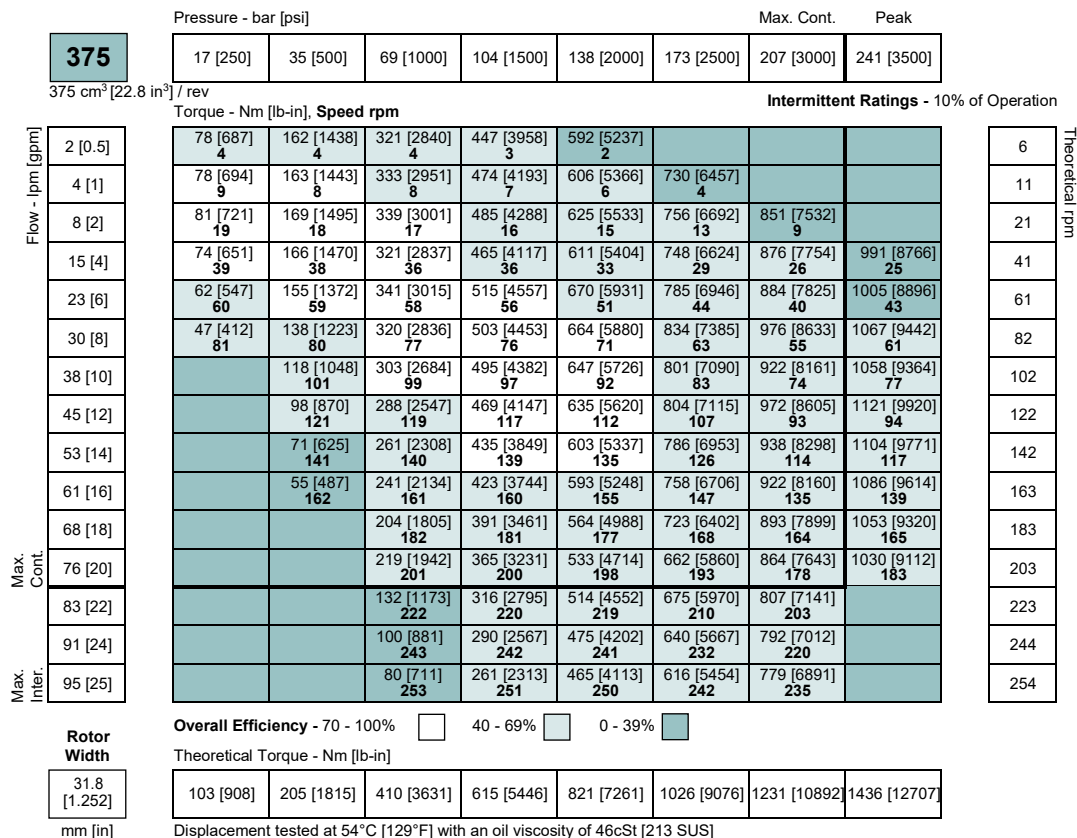 Pressure - bar [psi] Max. Cont. Peak
375 17 [250] 35 [500] 69 [1000] 104 [1500] 138 [2000] 173 [2500] 207 [3000] 241 [3500]
375 cm³ [22.8 in³] / rev
Intermittent Ratings - 10% of Operation
Torque - Nm [lb-in], Speed rpm
Flow - lpm [gpm]
Theoretical rpm
2 [0.5] 78 [687] 162 [1438] 321 [2840] 447 [3958] 592 [5237] 6
4 4 4 3 2
4 [1] 78 [694] 163 [1443] 333 [2951] 474 [4193] 606 [5366] 730 [6457] 11
9 8 8 7 6 4
8 [2] 81 [721] 169 [1495] 339 [3001] 485 [4288] 625 [5533] 756 [6692] 851 [7532] 21
19 18 17 16 15 13 9
15 [4] 74 [651] 166 [1470] 321 [2837] 465 [4117] 611 [5404] 748 [6624] 876 [7754] 991 [8766] 41
39 38 36 36 33 29 26 25
23 [6] 62 [547] 155 [1372] 341 [3015] 515 [4557] 670 [5931] 785 [6946] 884 [7825] 1005 [8896] 61
60 59 58 56 51 44 40 43
30 [8] 47 [412] 138 [1223] 320 [2836] 503 [4453] 664 [5880] 834 [7385] 976 [8633] 1067 [9442] 82
81 80 77 76 71 63 55 61
38 [10] 118 [1048] 303 [2684] 495 [4382] 647 [5726] 801 [7090] 922 [8161] 1058 [9364] 102
101 99 97 92 83 74 77
45 [12] 98 [870] 288 [2547] 469 [4147] 635 [5620] 804 [7115] 972 [8605] 1121 [9920] 122
121 119 117 112 107 93 94
53 [14] 71 [625] 261 [2308] 435 [3849] 603 [5337] 786 [6953] 938 [8298] 1104 [9771] 142
141 140 139 135 126 114 117
61 [16] 55 [487] 241 [2134] 423 [3744] 593 [5248] 758 [6706] 922 [8160] 1086 [9614] 163
162 161 160 155 147 135 139
68 [18] 204 [1805] 391 [3461] 564 [4988] 723 [6402] 893 [7899] 1053 [9320] 183
182 181 177 168 164 165
Max. Cont.
76 [20] 219 [1942] 365 [3231] 533 [4714] 662 [5860] 864 [7643] 1030 [9112] 203
201 200 198 193 178 183
83 [22] 132 [1173] 316 [2795] 514 [4552] 675 [5970] 807 [7141] 223
222 220 219 210 203
91 [24] 100 [881] 290 [2567] 475 [4202] 640 [5667] 792 [7012] 244
243 242 241 232 220
Max. Inter.
95 [25] 80 [711] 261 [2313] 465 [4113] 616 [5454] 779 [6891] 254
253 251 250 242 235
Overall Efficiency - 70 - 100% 40 - 69% 0 - 39%
Rotor
Width
Theoretical Torque - Nm [lb-in]
31.8
[1.252]
103 [908] 205 [1815] 410 [3631] 615 [5446] 821 [7261] 1026 [9076] 1231 [10892] 1436 [12707]
mm [in] Displacement tested at 54°C [129°F] with an oil viscosity of 46cSt [213 SUS]